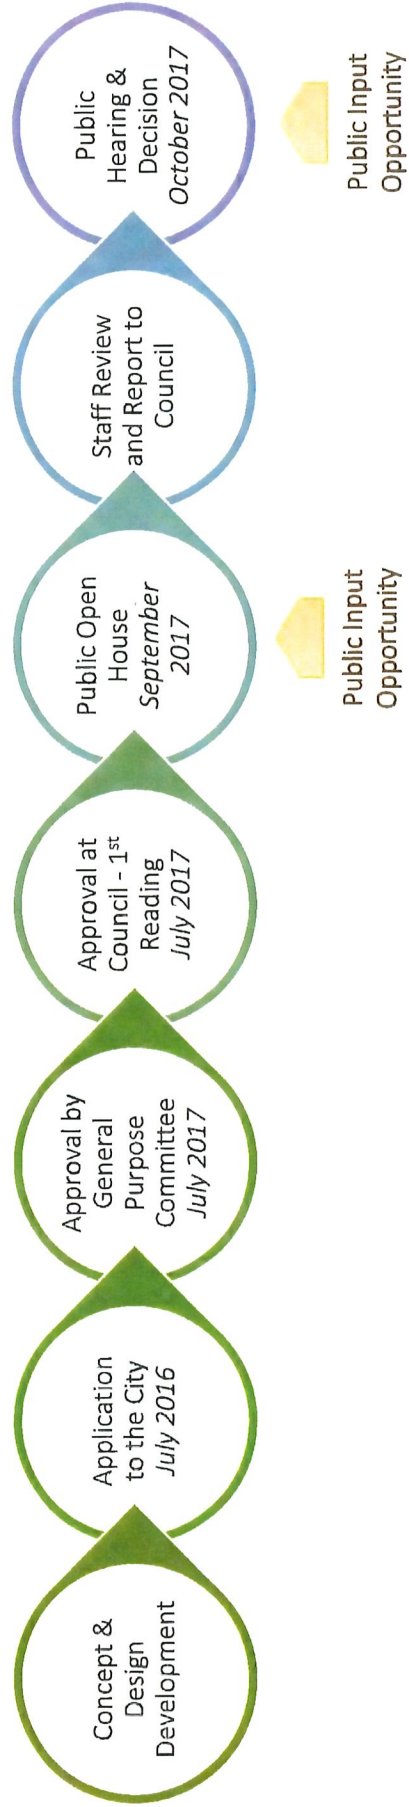 Concept &
Design
Development
Application
to the City
July 2016
Approval by
General
Purpose
Committee
July 2017
Approval at
Council - 1st
Reading
July 2017
Public Open
House
September
2017
Public Input
Opportunity
Staff Review
and Report to
Council
Public
Hearing &
Decision
October 2017
Public Input
Opportunity